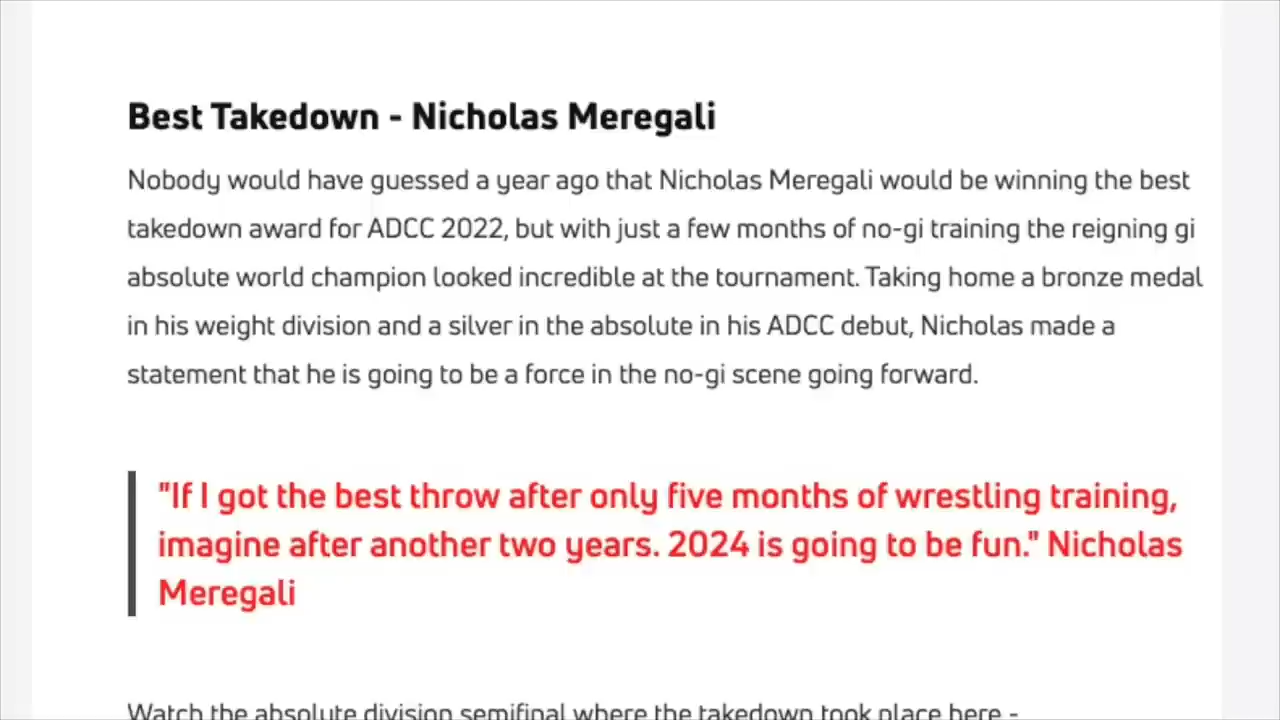 Best Takedown - Nicholas Meregali
Nobody would have guessed a year ago that Nicholas Meregali would be winning the best
takedown award for ADCC 2022, but with just a few months of no-gi training the reigning gi
absolute world champion looked incredible at the tournament. Taking home a bronze medal
in his weight division and a silver in the absolute in his ADCC debut, Nicholas made a
statement that he is going to be a force in the no-gi scene going forward.
"If I got the best throw after only five months of wrestling training,
imagine after another two years. 2024 is going to be fun." Nicholas
Meregali
Watch the absolute division semifinal where the takedown took place here -